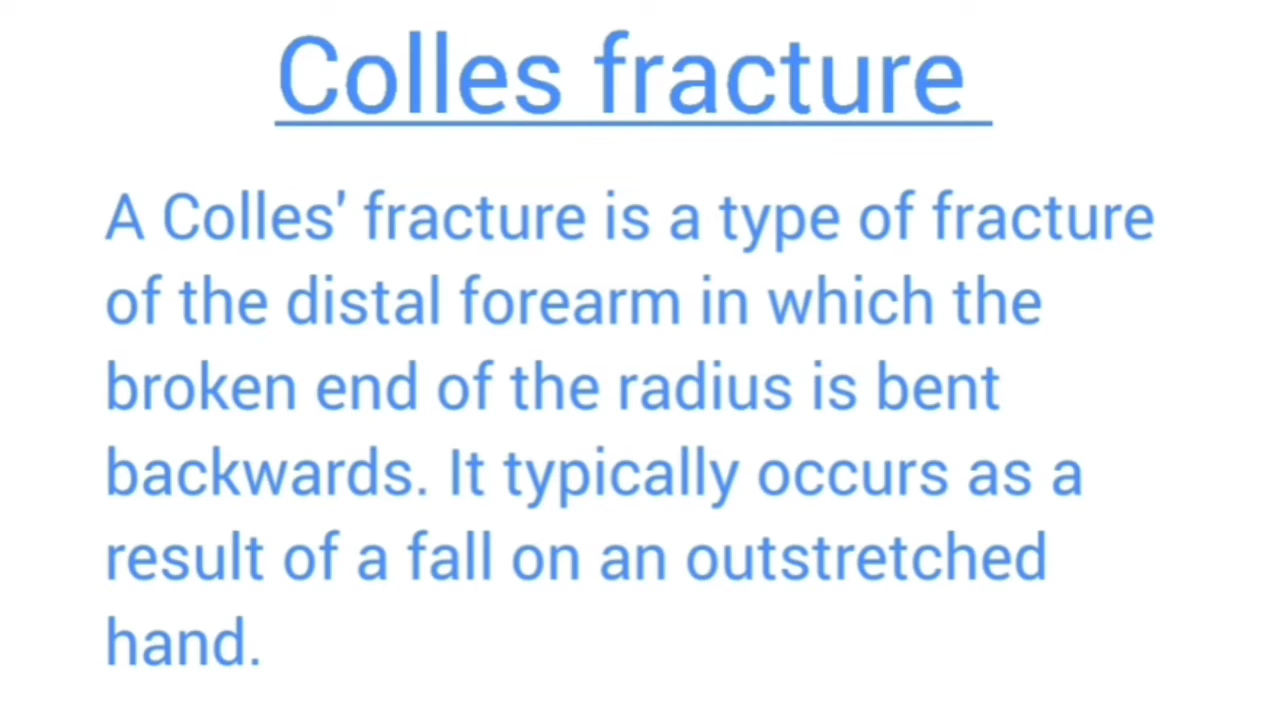 Colles fracture
A Colles' fracture is a type of fracture
of the distal forearm in which the
broken end of the radius is bent
backwards. It typically occurs as a
result of a fall on an outstretched
hand.